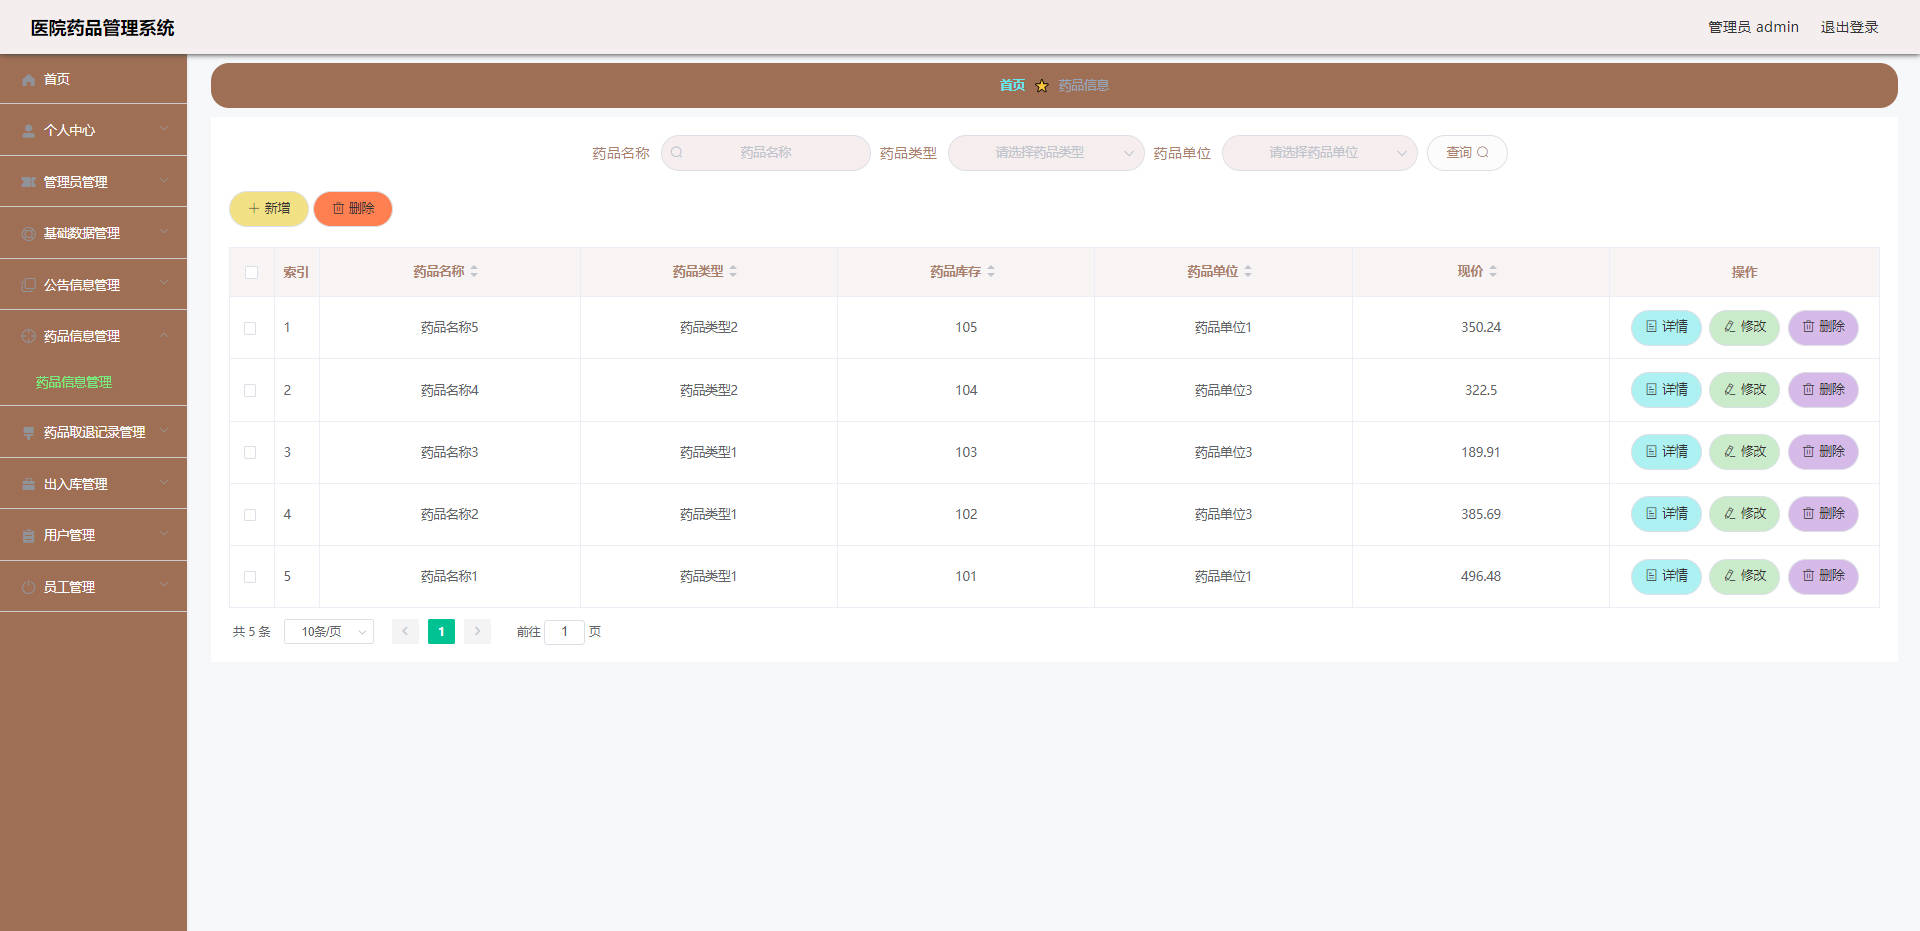 医院药品管理系统
管理员 admin 退出登录
首页
个人中心
管理员管理
基础数据管理
公告信息管理
药品信息管理
药品信息管理
药品取退记录管理
出入库管理
用户管理
员工管理
首页 药品信息
药品名称 药品名称 药品类型 请选择药品类型 药品单位 请选择药品单位 查询
新增 删除
索引 药品名称 药品类型 药品库存 药品单位 现价 操作
1 药品名称5 药品类型2 105 药品单位1 350.24 详情 修改 删除
2 药品名称4 药品类型2 104 药品单位3 322.5 详情 修改 删除
3 药品名称3 药品类型1 103 药品单位3 189.91 详情 修改 删除
4 药品名称2 药品类型1 102 药品单位3 385.69 详情 修改 删除
5 药品名称1 药品类型1 101 药品单位1 496.48 详情 修改 删除
共 5 条 10条/页 1 前往 1 页